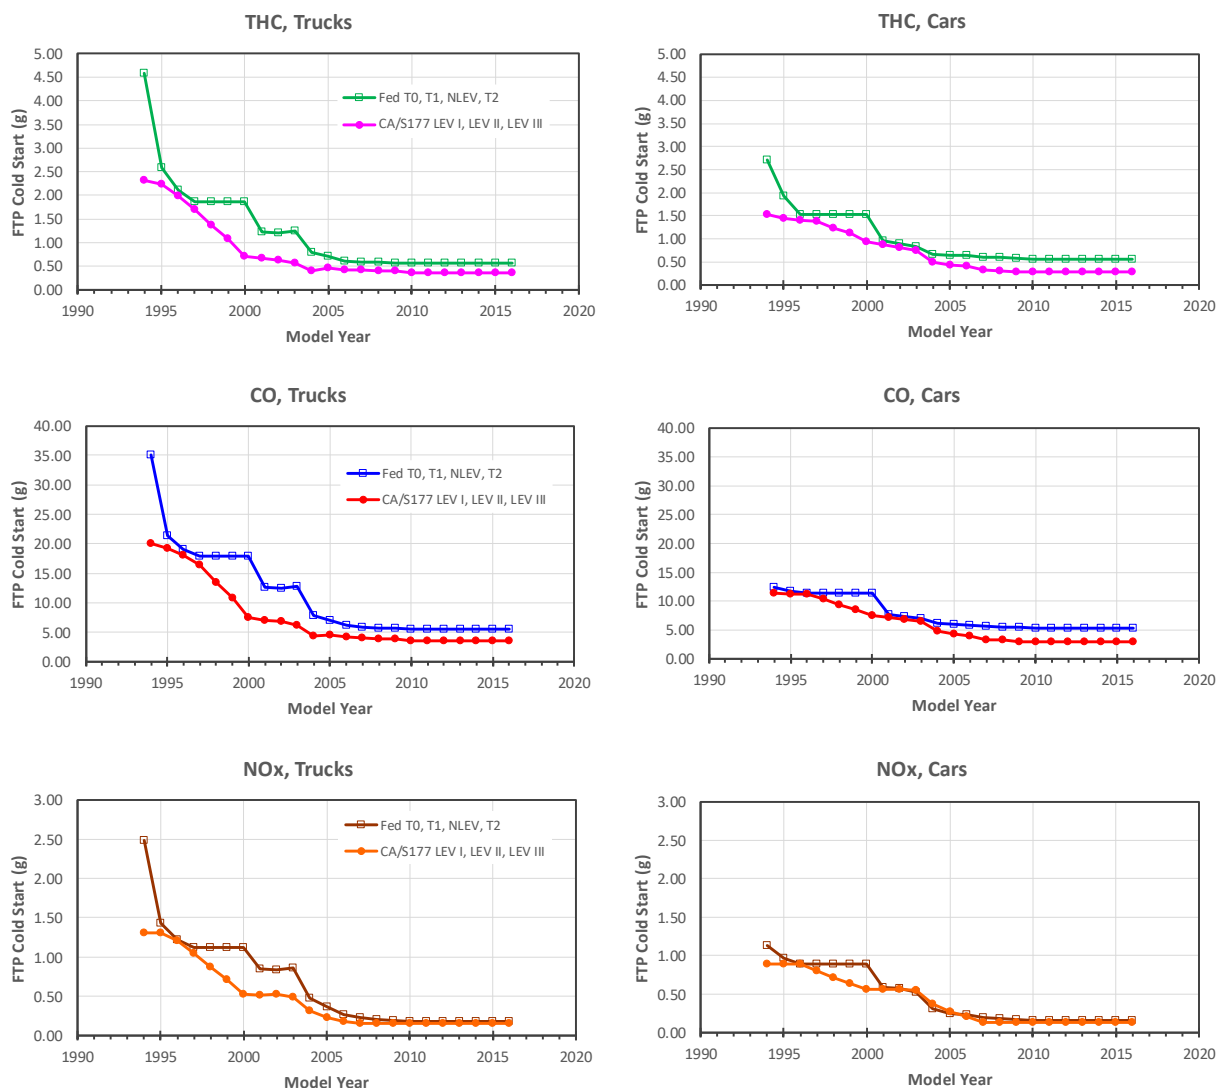 THC, Trucks
5.00
4.50
4.00
3.50
3.00
2.50
2.00
1.50
1.00
0.50
0.00
FTP Cold Start (g)
Fed T0, T1, NLEV, T2
CA/S177 LEV I, LEV II, LEV III
1990 1995 2000 2005 2010 2015 2020
Model Year
THC, Cars
5.00
4.50
4.00
3.50
3.00
2.50
2.00
1.50
1.00
0.50
0.00
FTP Cold Start (g)
1990 1995 2000 2005 2010 2015 2020
Model Year
CO, Trucks
40.00
35.00
30.00
25.00
20.00
15.00
10.00
5.00
0.00
FTP Cold Start (g)
Fed T0, T1, NLEV, T2
CA/S177 LEV I, LEV II, LEV III
1990 1995 2000 2005 2010 2015 2020
Model Year
CO, Cars
40.00
35.00
30.00
25.00
20.00
15.00
10.00
5.00
0.00
FTP Cold Start (g)
1990 1995 2000 2005 2010 2015 2020
Model Year
NOx, Trucks
3.00
2.50
2.00
1.50
1.00
0.50
0.00
FTP Cold Start (g)
Fed T0, T1, NLEV, T2
CA/S177 LEV I, LEV II, LEV III
1990 1995 2000 2005 2010 2015 2020
Model Year
NOx, Cars
3.00
2.50
2.00
1.50
1.00
0.50
0.00
FTP Cold Start (g)
1990 1995 2000 2005 2010 2015 2020
Model Year